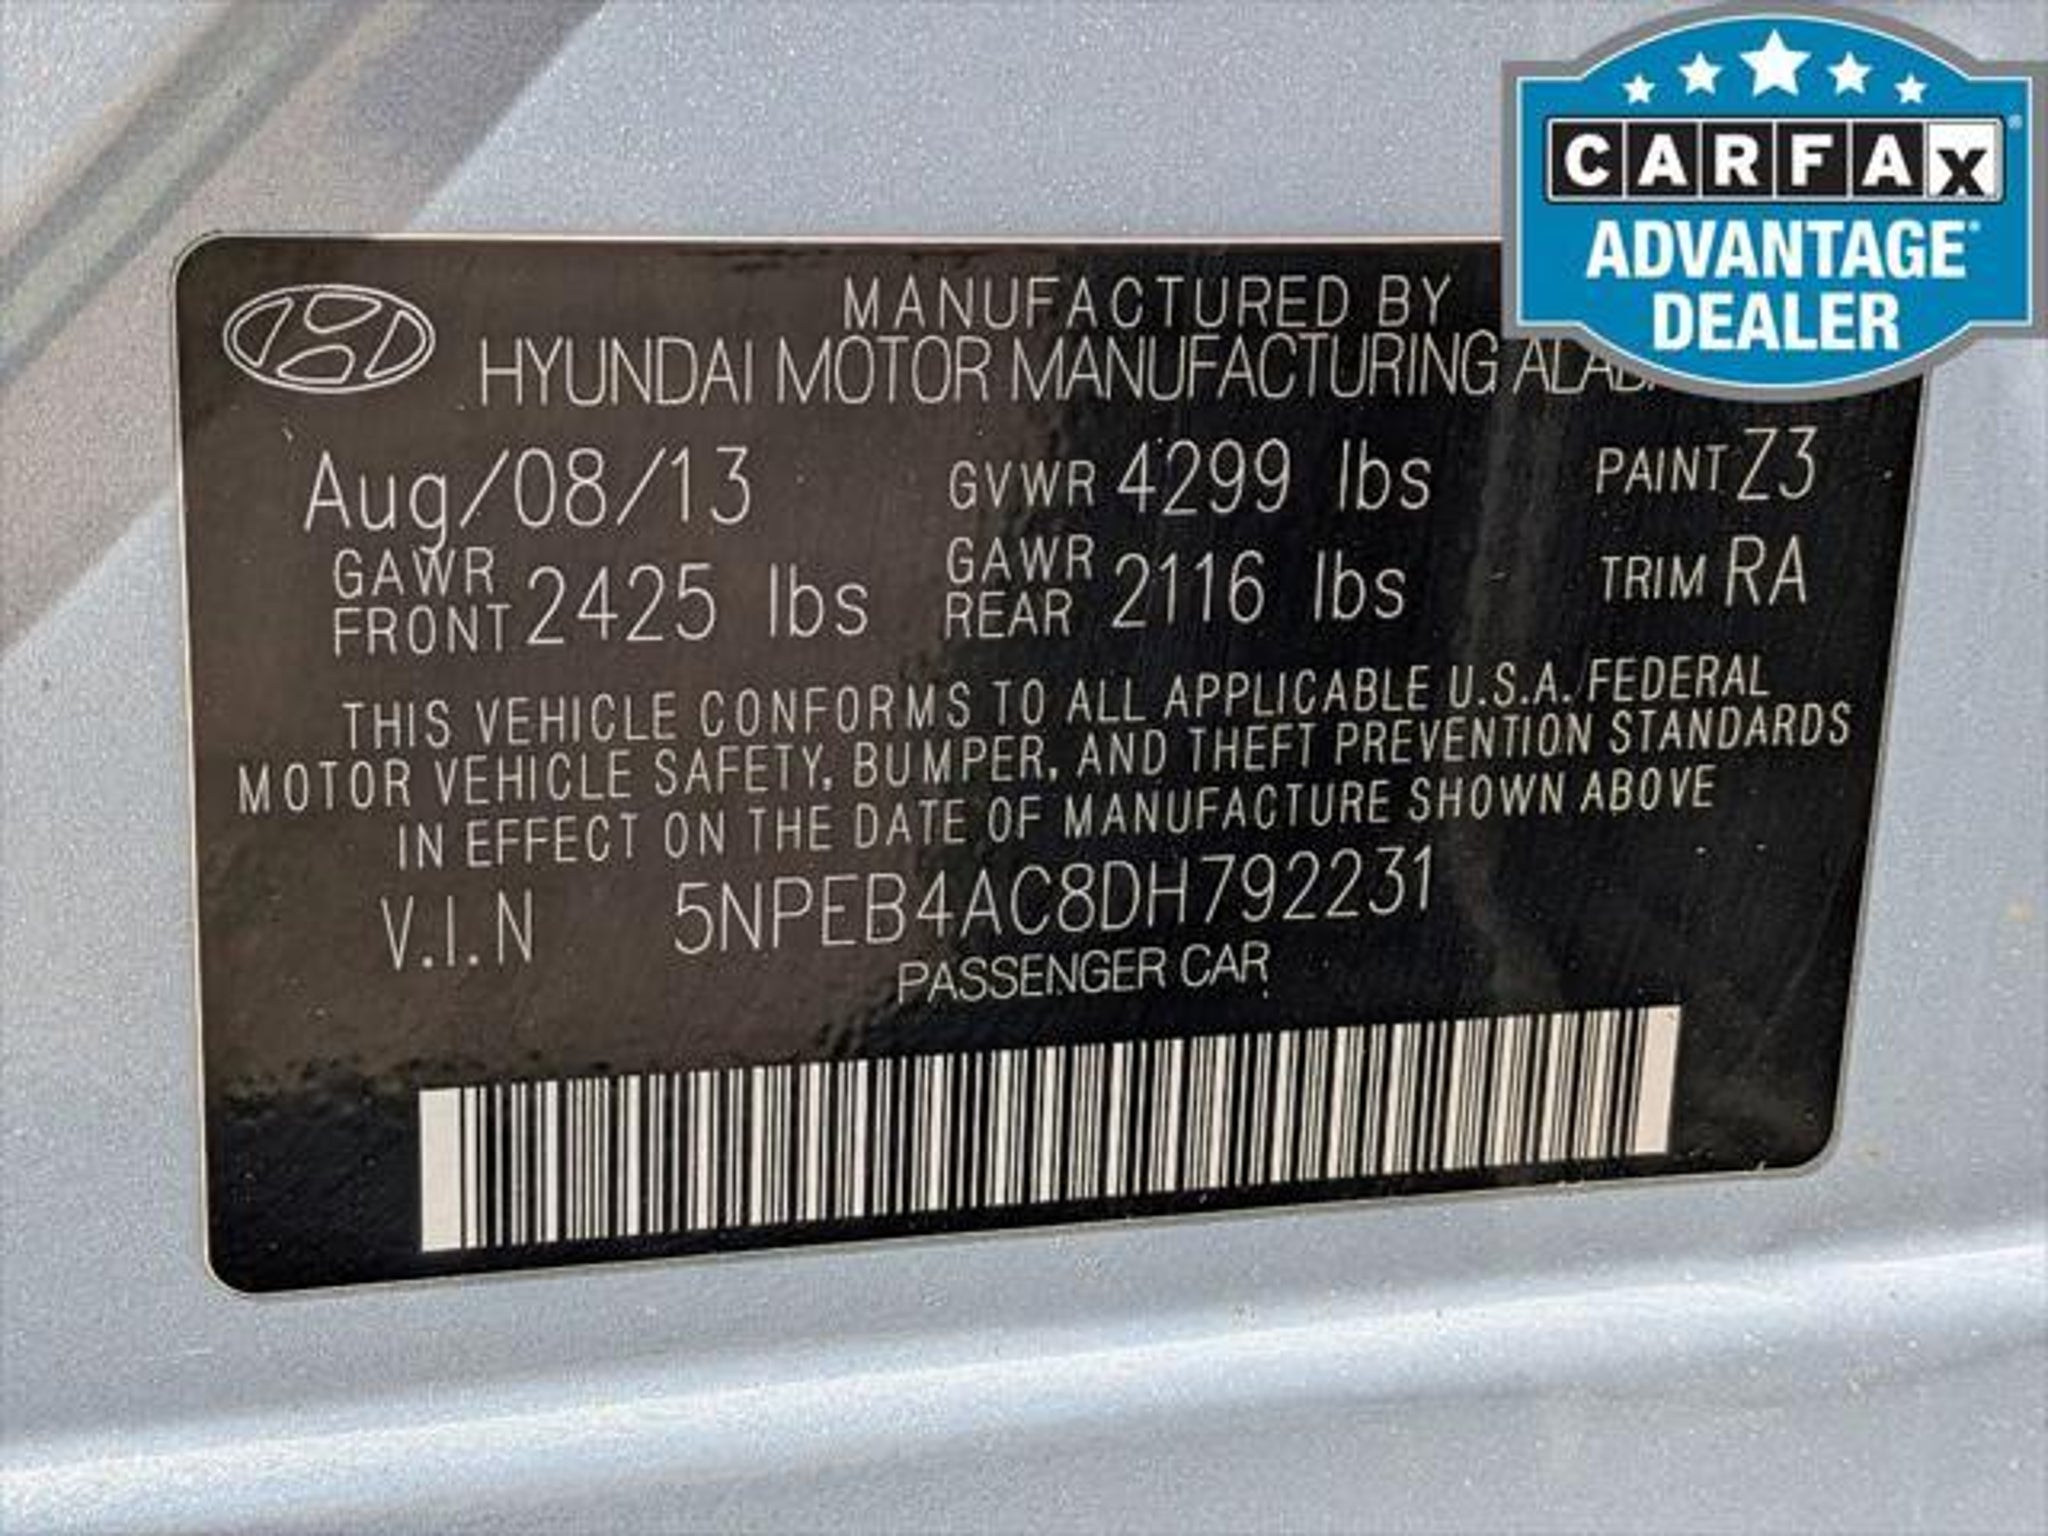 CARFAX®
ADVANTAGE®
DEALER
MANUFACTURED BY
HYUNDAI MOTOR MANUFACTURING
Aug/08/13 GVWR 4299 lbs PAINT Z3
GAWR FRONT 2425 lbs GAWR REAR 2116 lbs TRIM RA
THIS VEHICLE CONFORMS TO ALL APPLICABLE U.S.A. FEDERAL
MOTOR VEHICLE SAFETY, BUMPER, AND THEFT PREVENTION STANDARDS
IN EFFECT ON THE DATE OF MANUFACTURE SHOWN ABOVE
V.I.N 5NPEB4AC8DH792231
PASSENGER CAR